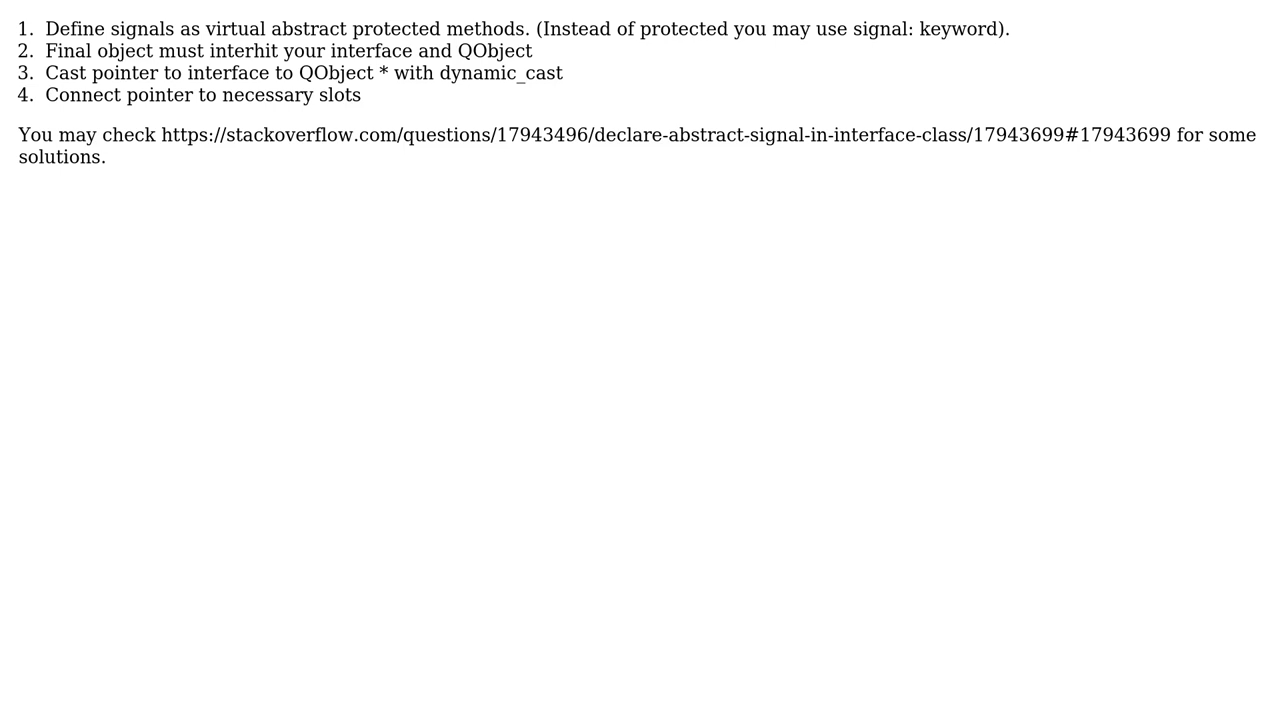 1. Define signals as virtual abstract protected methods. (Instead of protected you may use signal: keyword).
2. Final object must interhit your interface and QObject
3. Cast pointer to interface to QObject * with dynamic_cast
4. Connect pointer to necessary slots
You may check https://stackoverflow.com/questions/17943496/declare-abstract-signal-in-interface-class/17943699#17943699 for some
solutions.